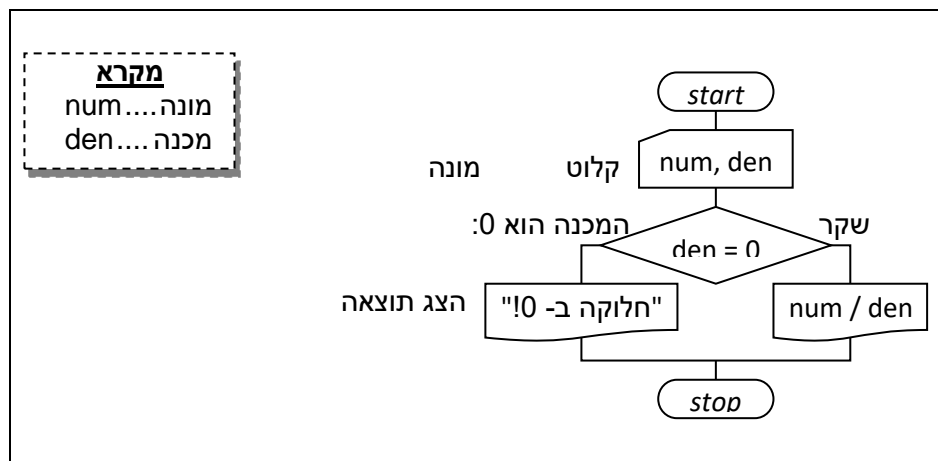 מקרא
מונה....num
מכנה....den
start
num, den
קלוט מונה
שקר
den = 0
המכנה הוא 0:
num / den
"חלוקה ב- 0!"
הצג תוצאה
stop